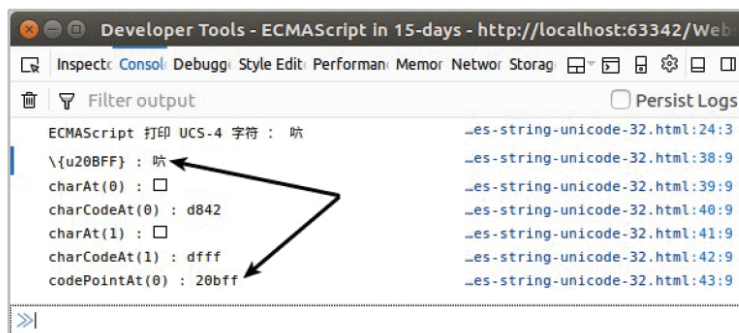 Developer Tools - ECMAScript in 15-days - http://localhost:63342/Web
Inspecto Consol Debugge Style Edit Performan Memor Networ Storag
Filter output Persist Logs
ECMAScript 打印 UCS-4 字符 : 𠯿 …es-string-unicode-32.html:24:3
\{u20BFF} : 𠯿 …es-string-unicode-32.html:38:9
charAt(0) : □ …es-string-unicode-32.html:39:9
charCodeAt(0) : d842 …es-string-unicode-32.html:40:9
charAt(1) : □ …es-string-unicode-32.html:41:9
charCodeAt(1) : dfff …es-string-unicode-32.html:42:9
codePointAt(0) : 20bff …es-string-unicode-32.html:43:9
≫